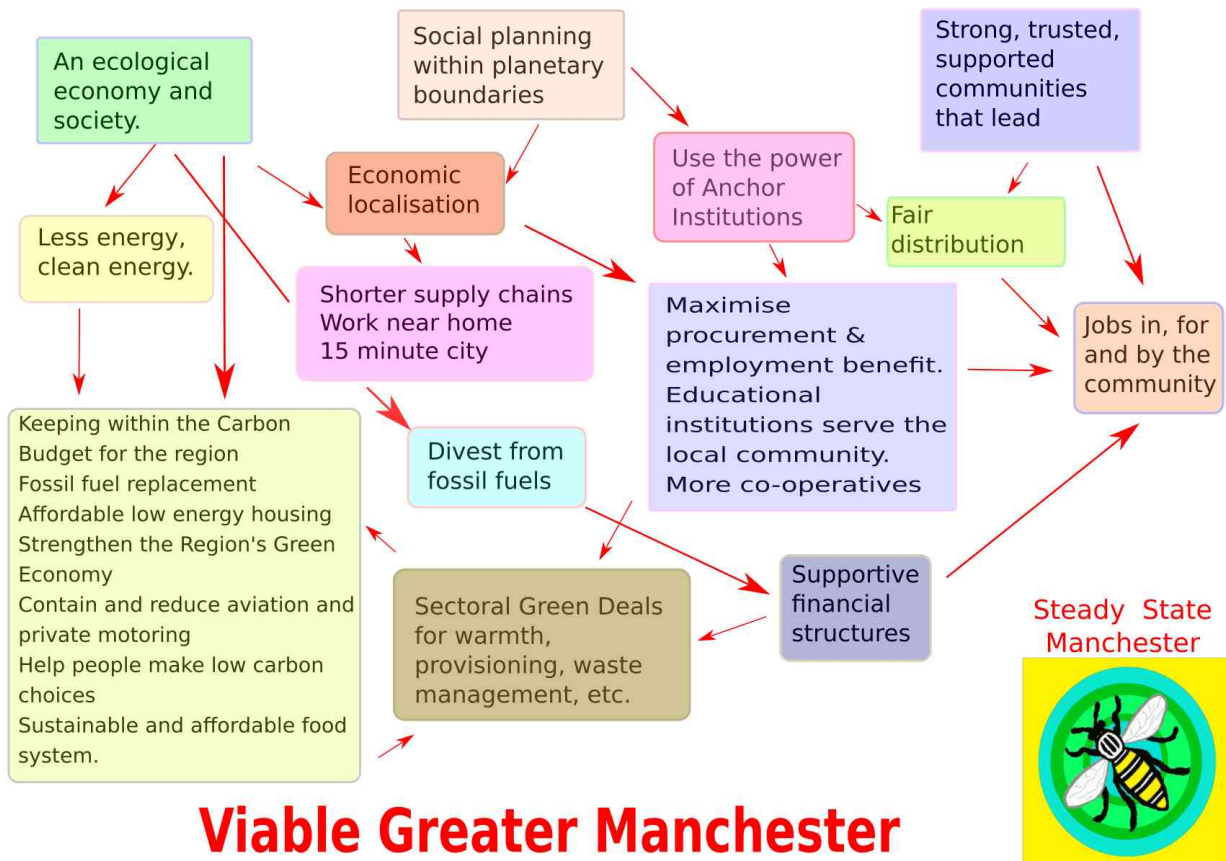 An ecological
economy and
society.
Social planning
within planetary
boundaries
Strong, trusted,
supported
communities
that lead
Economic
localisation
Use the power
of Anchor
Institutions
Fair
distribution
Less energy,
clean energy.
Shorter supply chains
Work near home
15 minute city
Maximise
procurement &
employment benefit.
Educational
institutions serve the
local community.
More co-operatives
Jobs in, for
and by the
community
Keeping within the Carbon
Budget for the region
Fossil fuel replacement
Affordable low energy housing
Strengthen the Region's Green
Economy
Contain and reduce aviation and
private motoring
Help people make low carbon
choices
Sustainable and affordable food
system.
Divest from
fossil fuels
Sectoral Green Deals
for warmth,
provisioning, waste
management, etc.
Supportive
financial
structures
Steady State
Manchester
Viable Greater Manchester